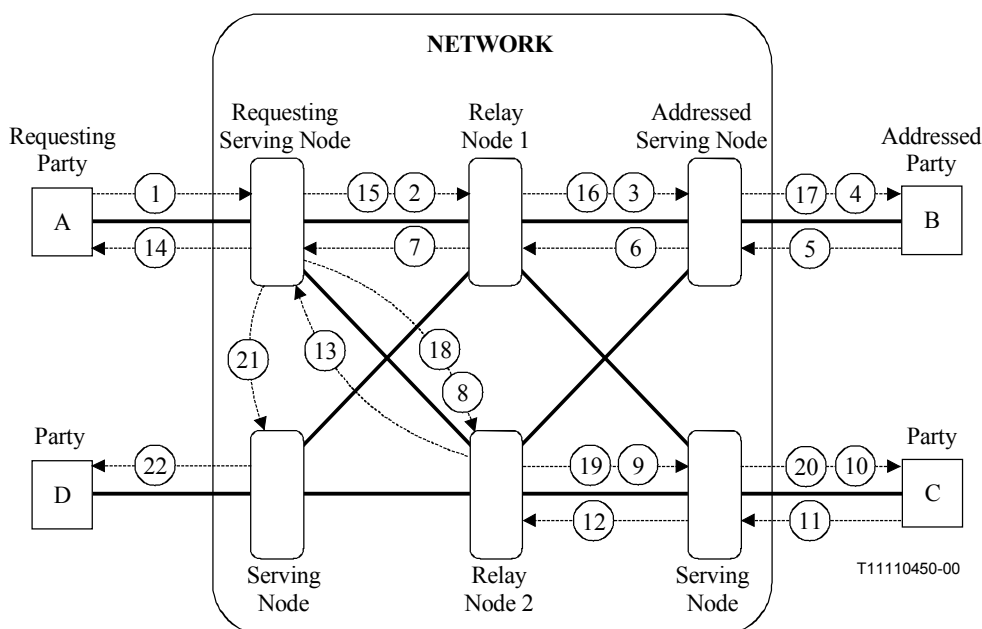 NETWORK
Requesting
Serving Node
Relay
Node 1
Addressed
Serving Node
Requesting
Party
Addressed
Party
A
1
15
2
16
3
17
4
B
14
7
6
5
21
13
18
8
Party
Party
D
22
19
9
20
10
C
12
11
Serving
Node
Relay
Node 2
Serving
Node
T11110450-00